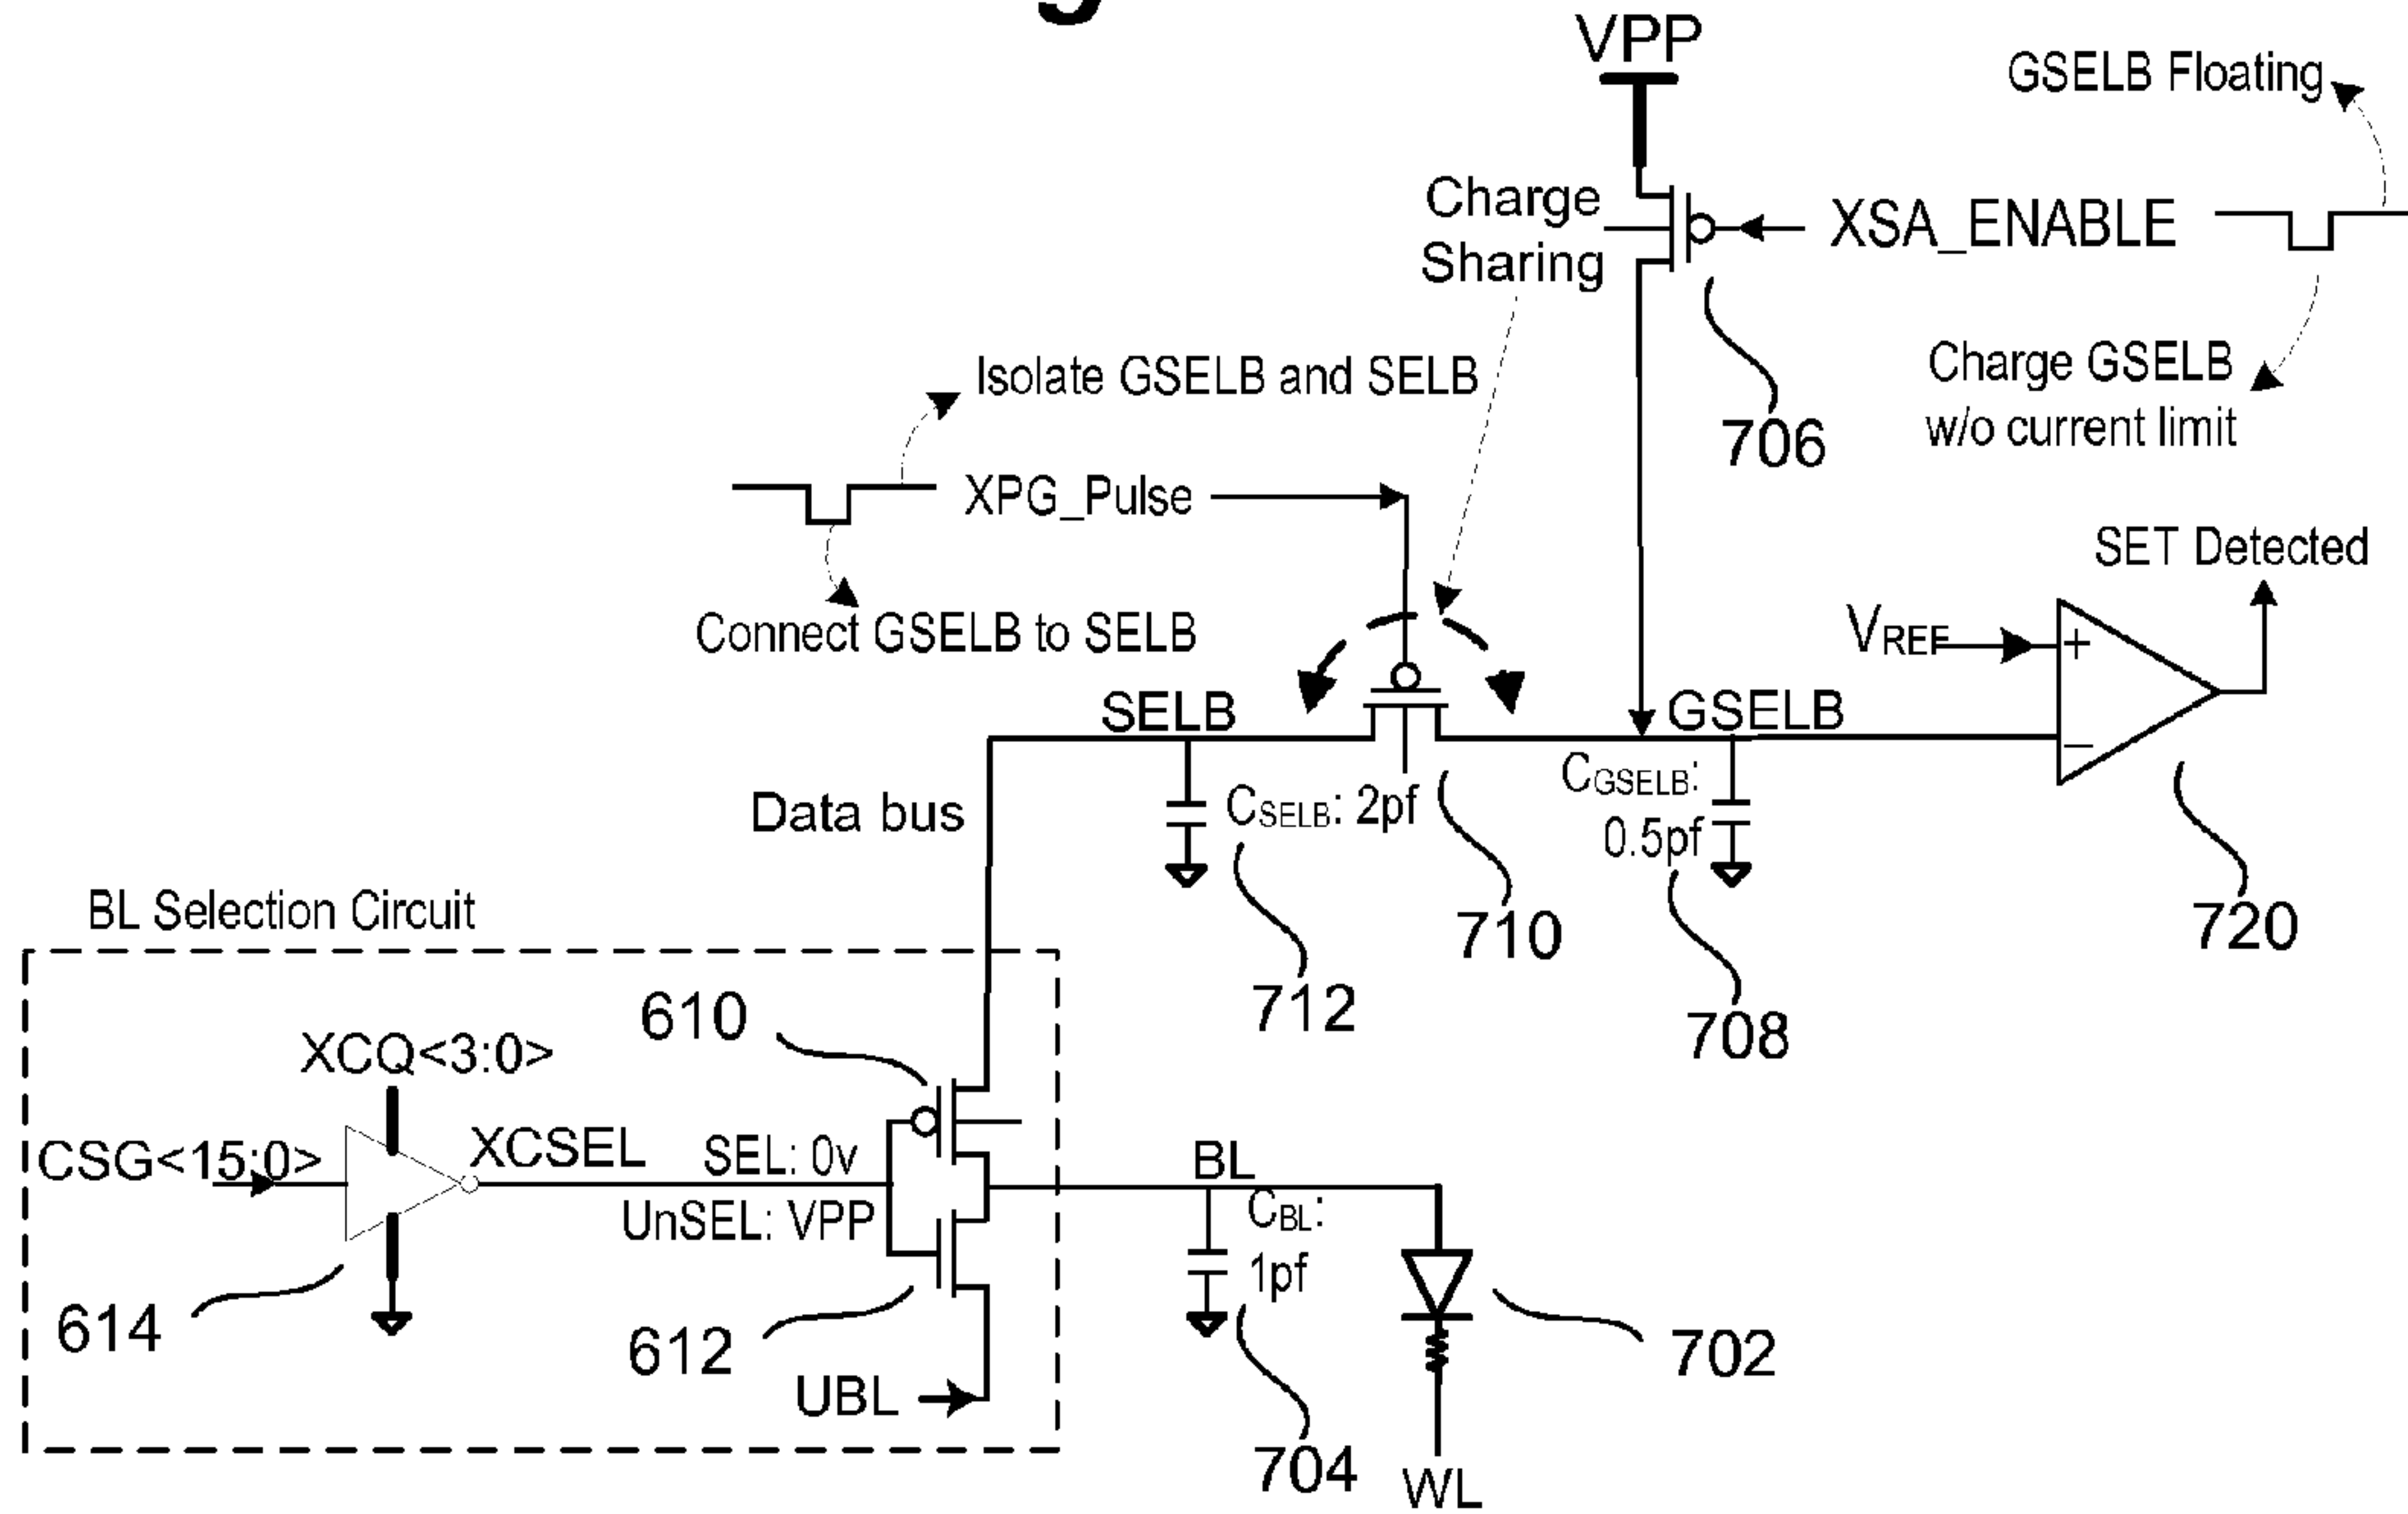 VPP
GSELB Floating
Charge
Sharing
XSA_ENABLE
Isolate GSELB and SELB
Charge GSELB
w/o current limit
706
XPG_Pulse
SET Detected
Connect GSELB to SELB
VREF
+
SELB
GSELB
−
Data bus
CSELB: 2pf
CGSELB:
0.5pf
BL Selection Circuit
710
720
712
708
610
XCQ<3:0>
CSG<15:0>
XCSEL
SEL: 0v
UnSEL: VPP
BL
CBL:
1pf
614
612
702
UBL
704
WL